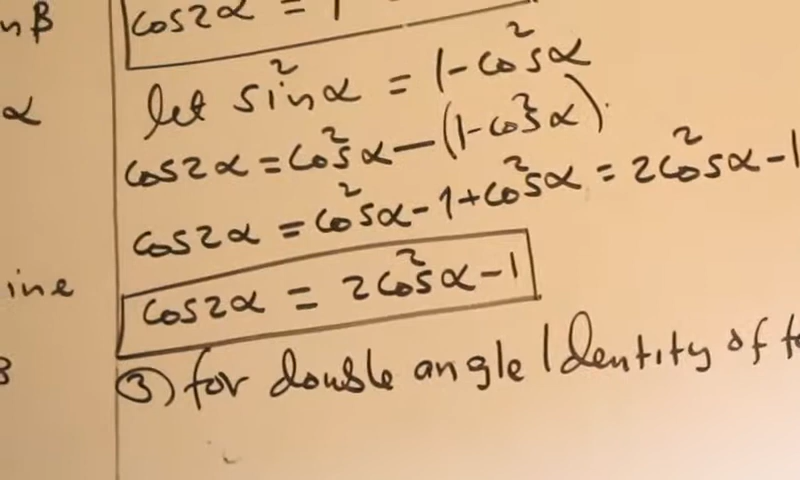 n β
cos2α = 1
α
let sin²α = 1-cos²α
cos2α = cos²α - (1-cos²α).
cos2α = cos²α - 1 + cos²α = 2cos²α - 1
ine
cos2α = 2cos²α - 1
③ for double angle Identity of